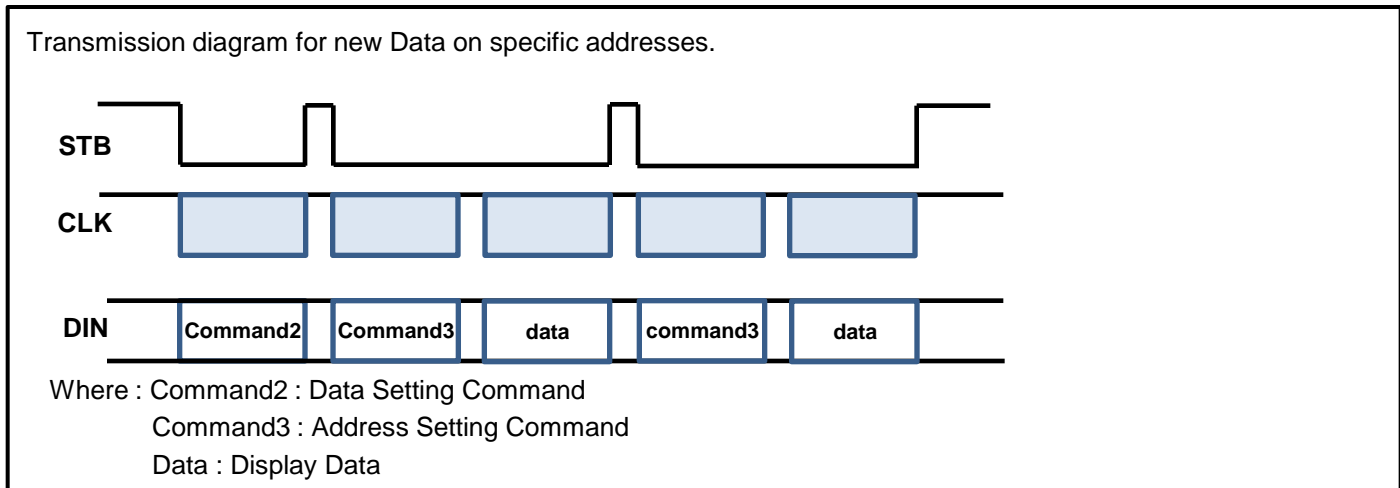 Transmission diagram for new Data on specific addresses.
STB
CLK
DIN
Command2 Command3 data command3 data
Where : Command2 : Data Setting Command
Command3 : Address Setting Command
Data : Display Data